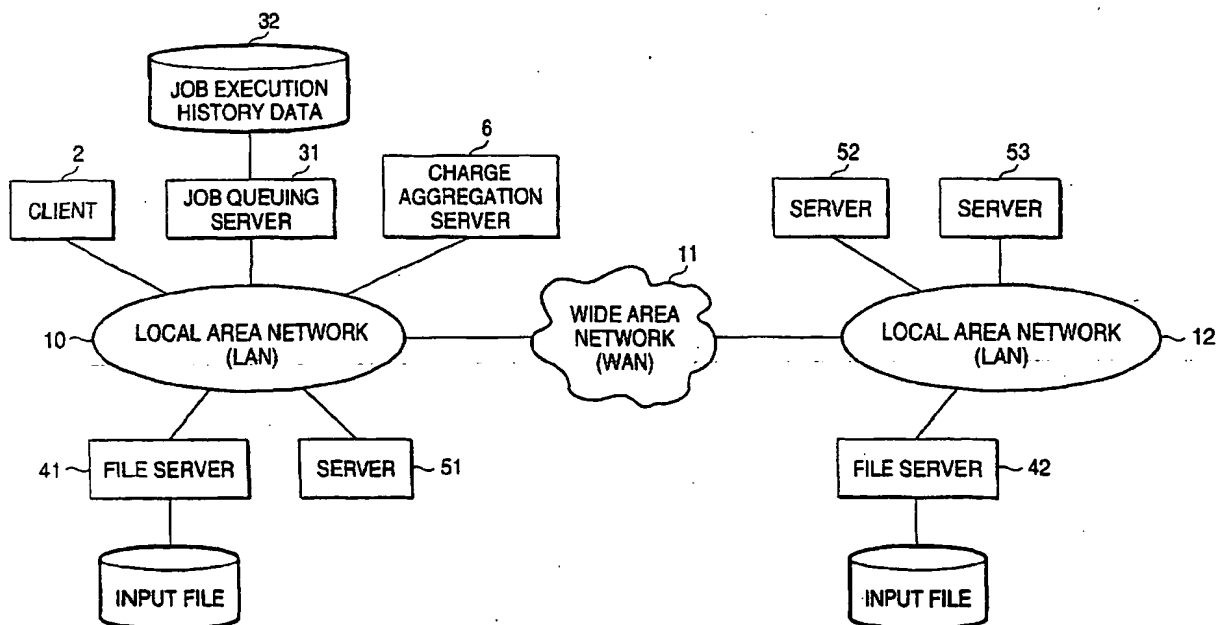 32
JOB EXECUTION
HISTORY DATA
2
CLIENT
31
JOB QUEUING
SERVER
6
CHARGE
AGGREGATION
SERVER
52
SERVER
53
SERVER
10
LOCAL AREA NETWORK
(LAN)
11
WIDE AREA
NETWORK
(WAN)
LOCAL AREA NETWORK
(LAN)
12
41
FILE SERVER
SERVER
51
FILE SERVER
42
INPUT FILE
INPUT FILE